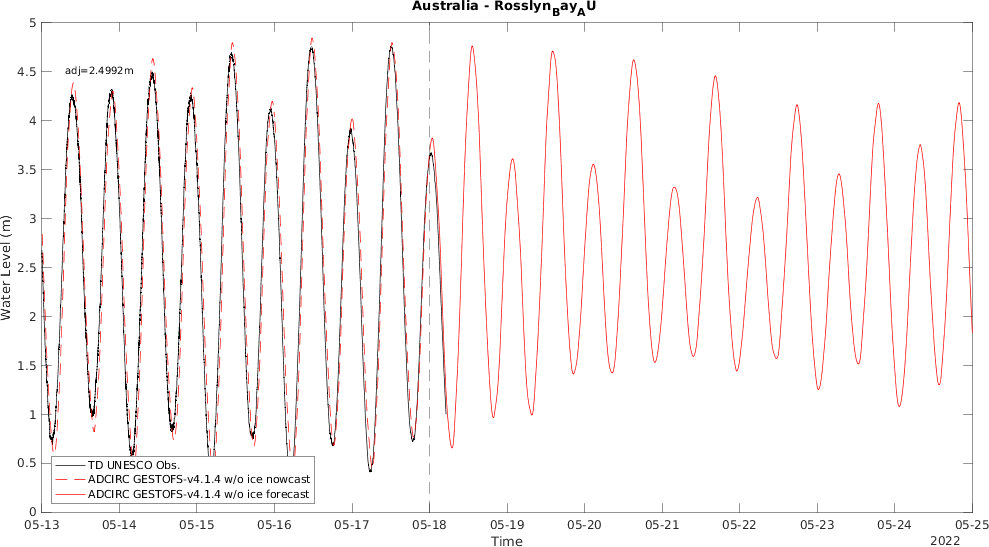 Australia - Rosslyn_Bay_AU
5
4.5
4
3.5
3
2.5
2
1.5
1
0.5
0
Water Level (m)
adj=2.4992m
TD UNESCO Obs.
ADCIRC GESTOFS-v4.1.4 w/o ice nowcast
ADCIRC GESTOFS-v4.1.4 w/o ice forecast
05-13 05-14 05-15 05-16 05-17 05-18 05-19 05-20 05-21 05-22 05-23 05-24 05-25
Time
2022